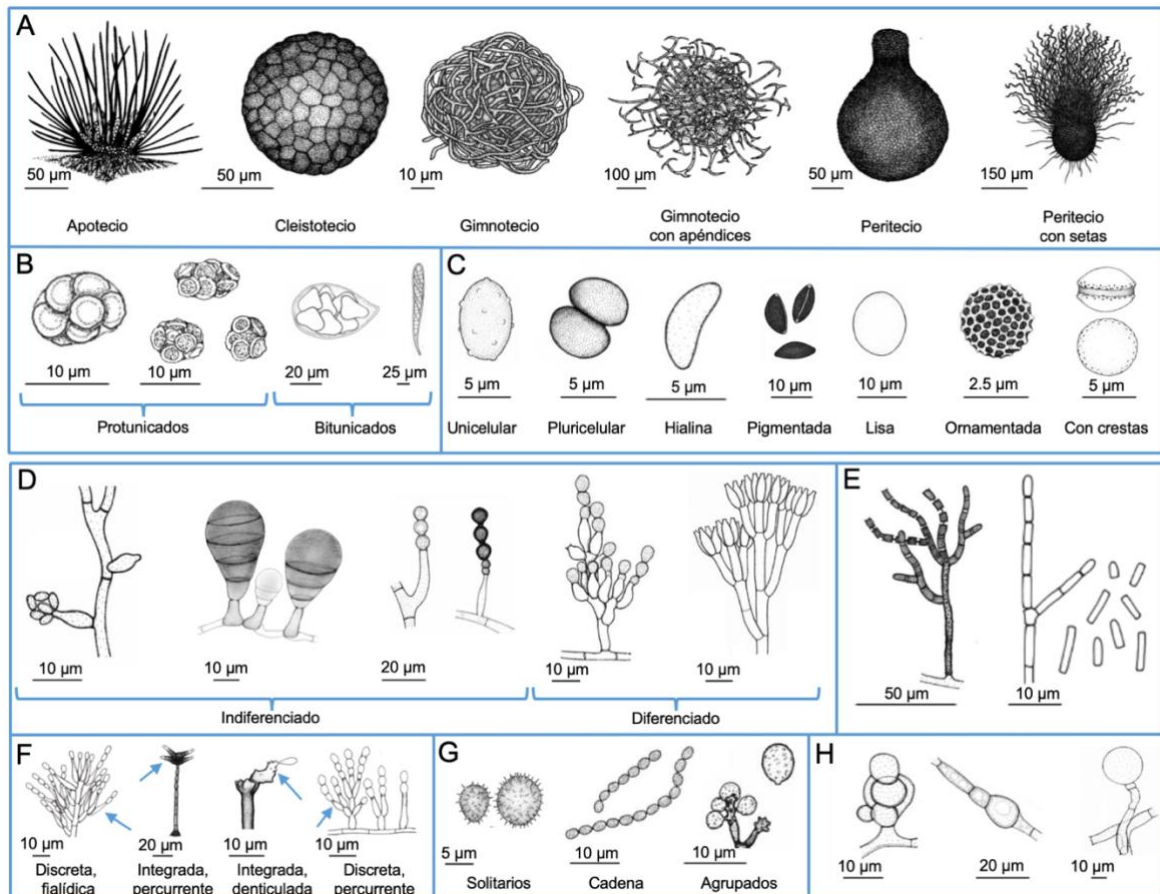 A
50 µm
50 µm
10 µm
100 µm
50 µm
150 µm
Apotecio
Cleistotecio
Gimnotecio
Gimnotecio
con apéndices
Peritecio
Peritecio
con setas
B
10 µm
10 µm
20 µm
25 µm
Protunicados
Bitunicados
C
5 µm
5 µm
5 µm
10 µm
10 µm
2.5 µm
5 µm
Unicelular
Pluricelular
Hialina
Pigmentada
Lisa
Ornamentada
Con crestas
D
10 µm
10 µm
20 µm
10 µm
10 µm
Indiferenciado
Diferenciado
E
50 µm
10 µm
F
10 µm
20 µm
10 µm
10 µm
Discreta,
fialídica
Integrada,
percurrente
Integrada,
denticulada
Discreta,
percurrente
G
5 µm
10 µm
10 µm
Solitarios
Cadena
Agrupados
H
10 µm
20 µm
10 µm